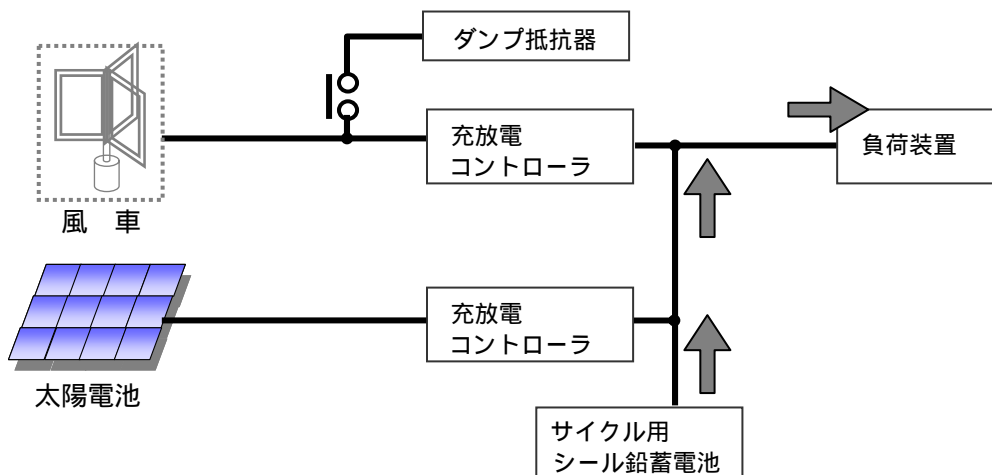 ダンプ抵抗器
充放電
コントローラ
負荷装置
風 車
充放電
コントローラ
太陽電池
サイクル用
シール鉛蓄電池